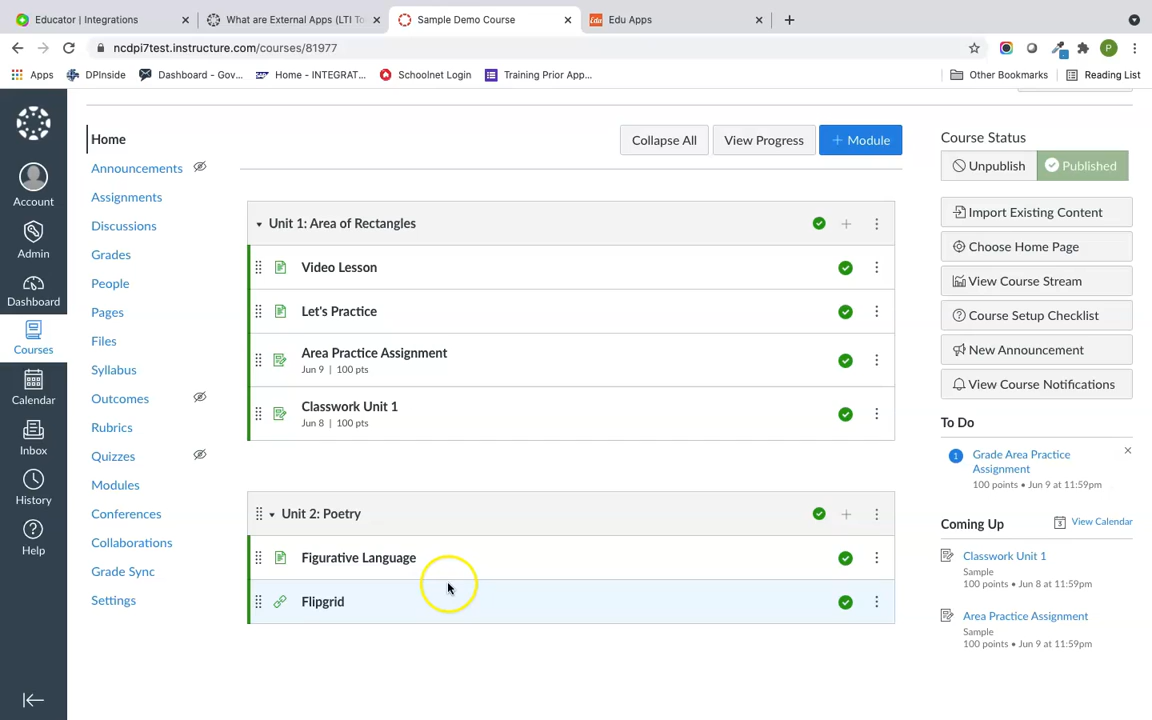 Educator | Integrations
What are External Apps (LTI To
Sample Demo Course
Edu Apps
ncdpi7test.instructure.com/courses/81977
P
Apps
DPInside
Dashboard - Gov...
Home - INTEGRAT...
Schoolnet Login
Training Prior App...
Other Bookmarks
Reading List
Account
Admin
Dashboard
Courses
Calendar
Inbox
History
Help
Home
Announcements
Assignments
Discussions
Grades
People
Pages
Files
Syllabus
Outcomes
Rubrics
Quizzes
Modules
Conferences
Collaborations
Grade Sync
Settings
Collapse All
View Progress
+ Module
Unit 1: Area of Rectangles
Video Lesson
Let's Practice
Area Practice Assignment
Jun 9 | 100 pts
Classwork Unit 1
Jun 8 | 100 pts
Unit 2: Poetry
Figurative Language
Flipgrid
Course Status
Unpublish
Published
Import Existing Content
Choose Home Page
View Course Stream
Course Setup Checklist
New Announcement
View Course Notifications
To Do
1
Grade Area Practice
Assignment
100 points • Jun 9 at 11:59pm
Coming Up
View Calendar
Classwork Unit 1
Sample
100 points • Jun 8 at 11:59pm
Area Practice Assignment
Sample
100 points • Jun 9 at 11:59pm